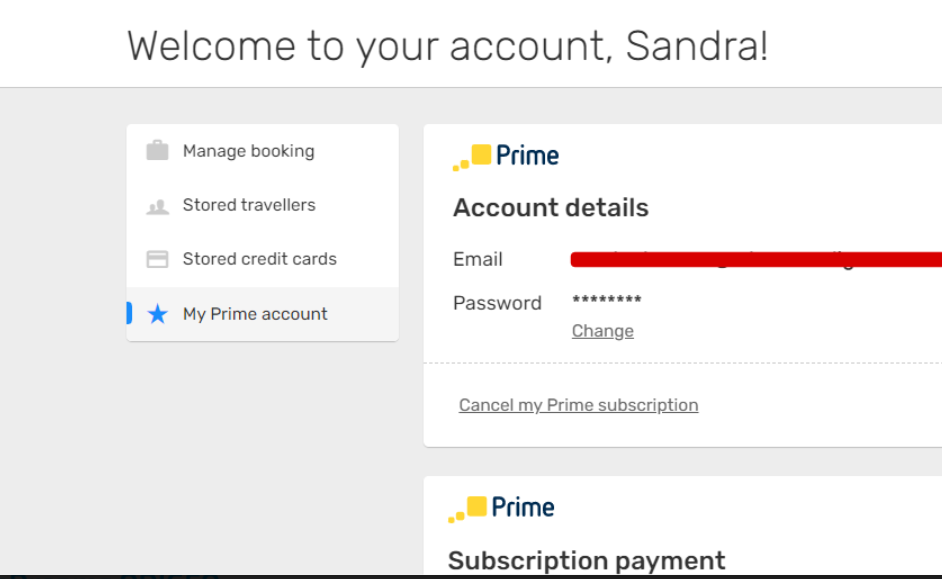 Welcome to your account, Sandra!
Manage booking
Stored travellers
Stored credit cards
My Prime account
Prime
Account details
Email
Password ********
Change
Cancel my Prime subscription
Prime
Subscription payment